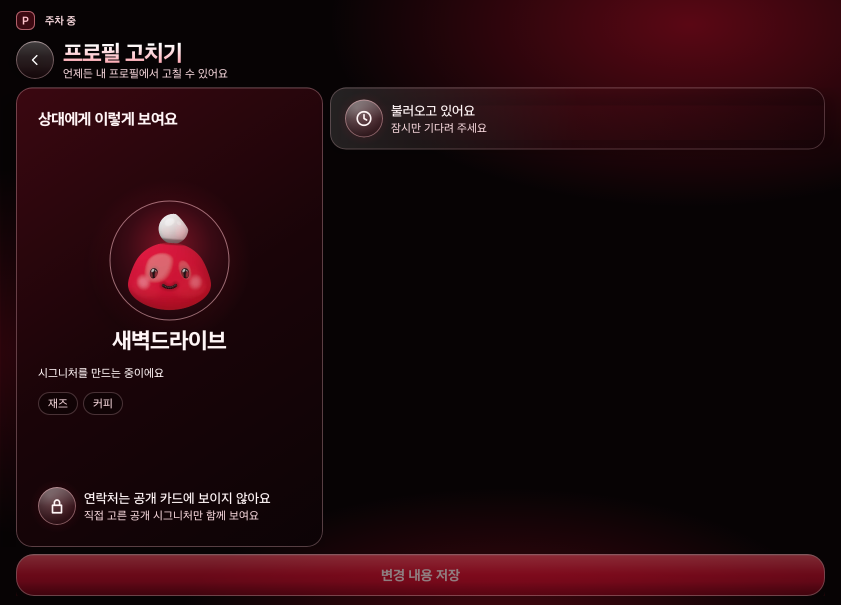 P 주차 중
프로필 고치기
언제든 내 프로필에서 고칠 수 있어요
상대에게 이렇게 보여요
새벽드라이브
시그니처를 만드는 중이에요
재즈 커피
연락처는 공개 카드에 보이지 않아요
직접 고른 공개 시그니처만 함께 보여요
불러오고 있어요
잠시만 기다려 주세요
변경 내용 저장